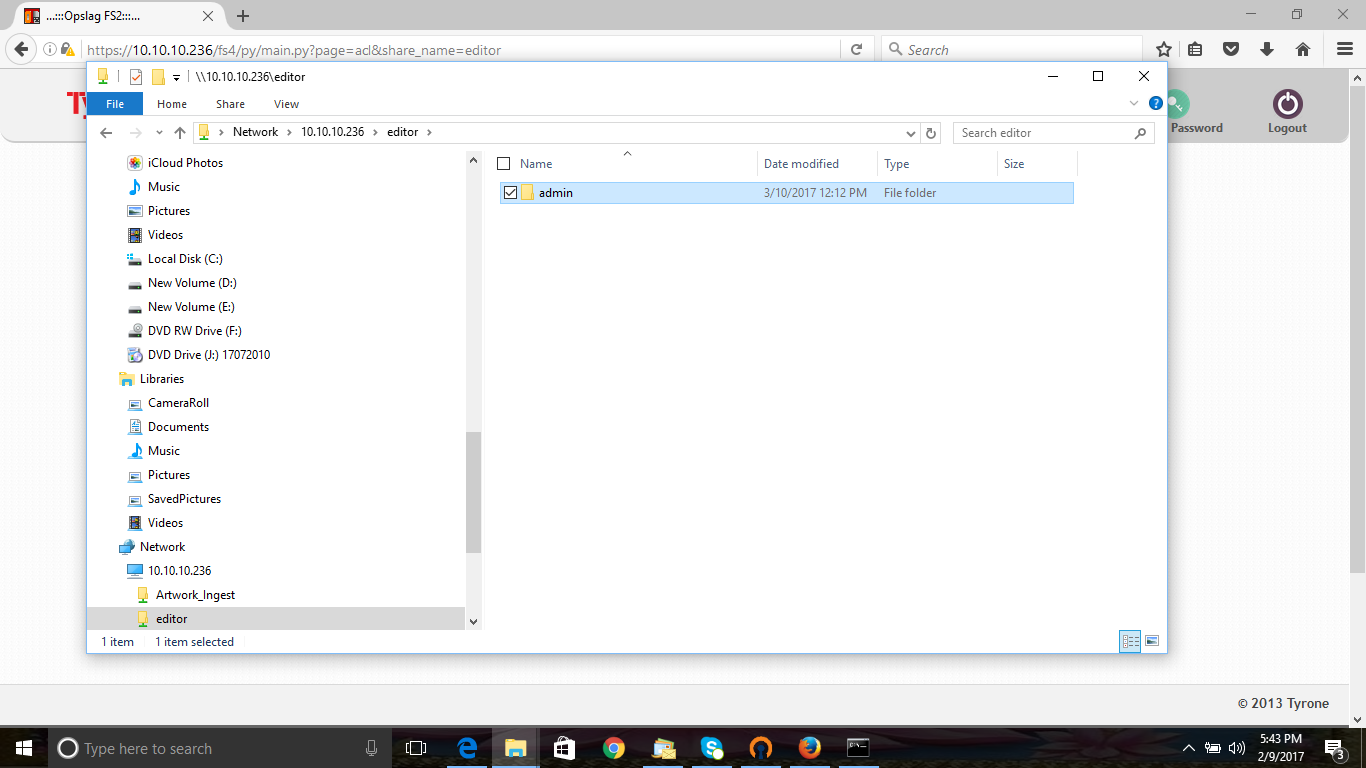 ...:::Opslag FS2:::...
https://10.10.10.236/fs4/py/main.py?page=acl&share_name=editor
Search
\\10.10.10.236\editor
File Home Share View
Password
Logout
Network 10.10.10.236 editor
Search editor
Name Date modified Type Size
admin 3/10/2017 12:12 PM File folder
iCloud Photos
Music
Pictures
Videos
Local Disk (C:)
New Volume (D:)
New Volume (E:)
DVD RW Drive (F:)
DVD Drive (J:) 17072010
Libraries
CameraRoll
Documents
Music
Pictures
SavedPictures
Videos
Network
10.10.10.236
Artwork_Ingest
editor
1 item 1 item selected
© 2013 Tyrone
Type here to search
5:43 PM
2/9/2017
3